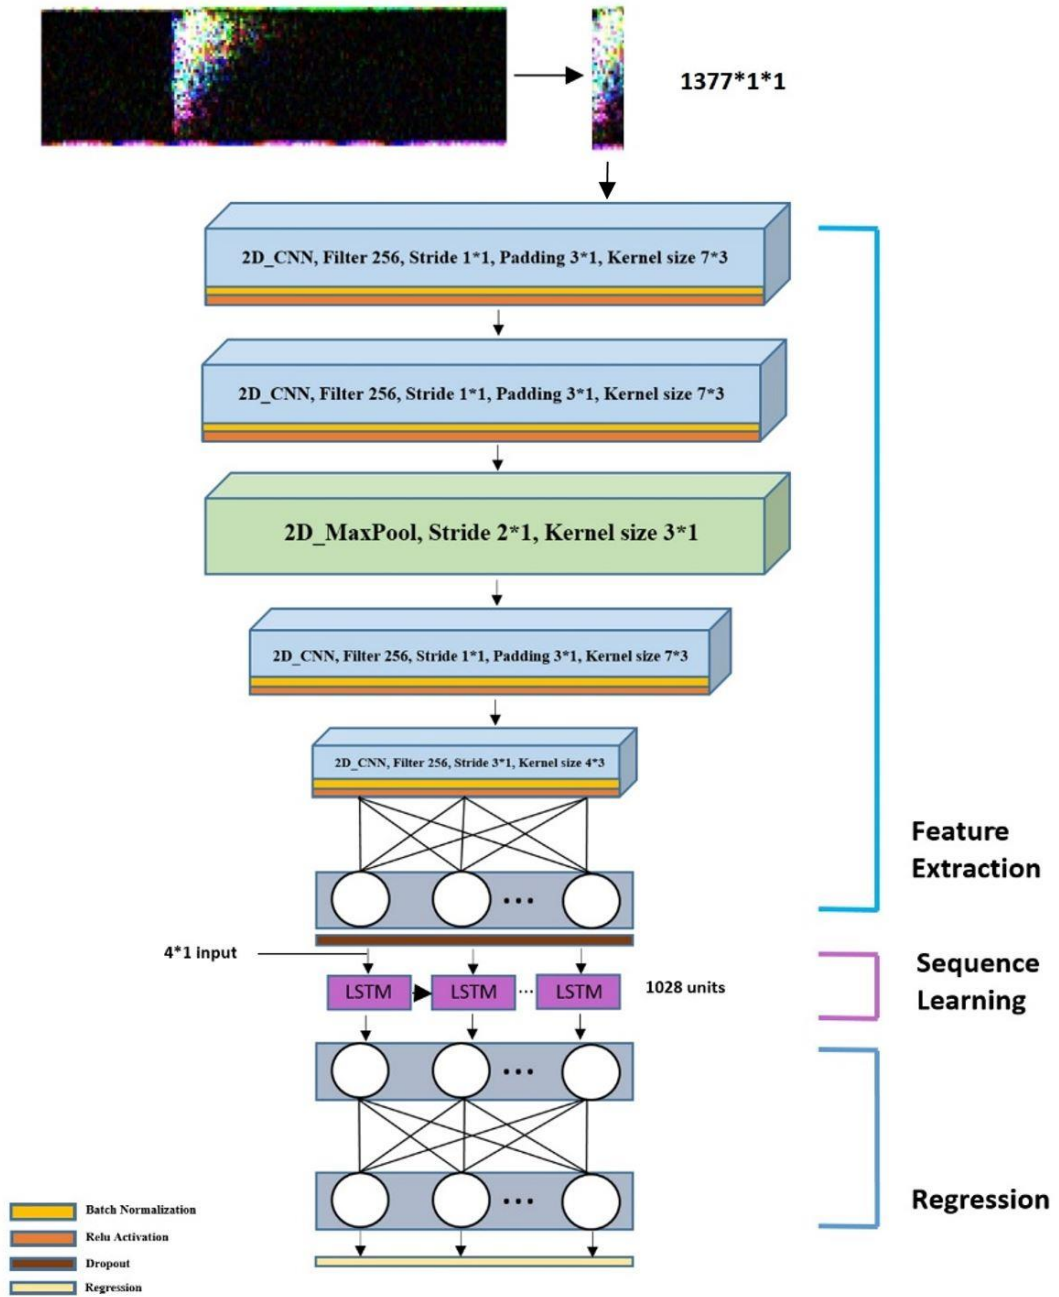 1377*1*1
2D_CNN, Filter 256, Stride 1*1, Padding 3*1, Kernel size 7*3
2D_CNN, Filter 256, Stride 1*1, Padding 3*1, Kernel size 7*3
2D_MaxPool, Stride 2*1, Kernel size 3*1
2D_CNN, Filter 256, Stride 1*1, Padding 3*1, Kernel size 7*3
2D_CNN, Filter 256, Stride 3*1, Kernel size 4*3
Feature
Extraction
4*1 input
LSTM LSTM ... LSTM
1028 units
Sequence
Learning
Regression
Batch Normalization
Relu Activation
Dropout
Regression